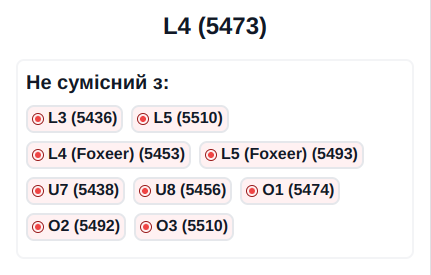 L4 (5473)
Не сумісний з:
L3 (5436) L5 (5510)
L4 (Foxeer) (5453) L5 (Foxeer) (5493)
U7 (5438) U8 (5456) O1 (5474)
O2 (5492) O3 (5510)